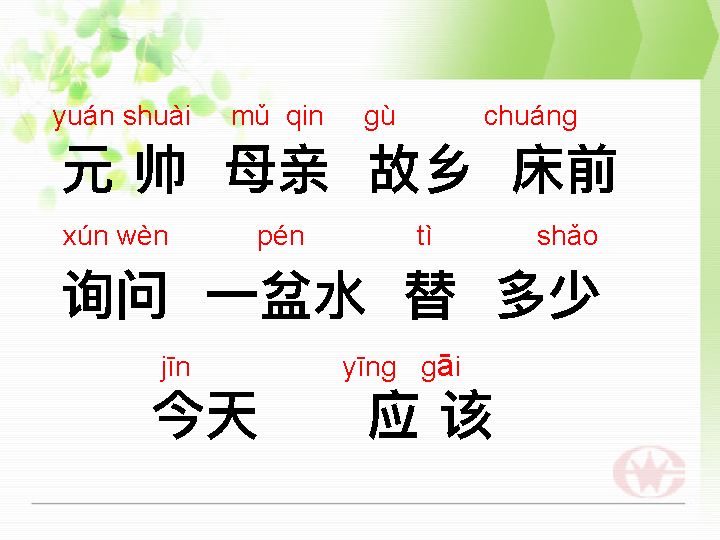 yuán shuài mǔ qin gù chuáng
元 帅 母亲 故乡 床前
xún wèn pén tì shǎo
询问 一盆水 替 多少
jīn yīng gāi
今天 应 该